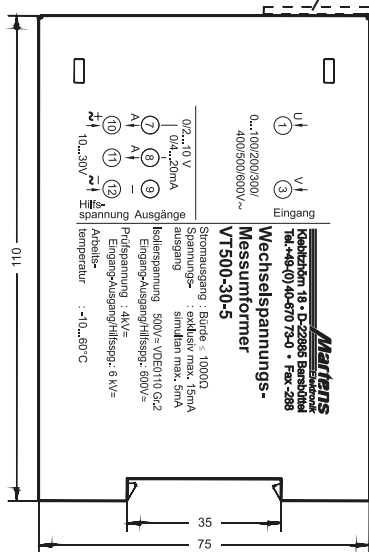 Martens
Elektronik
Kiebitzhörn 18 • D-22885 Barsbüttel
Tel.+49-(0) 40-670 73-0 • Fax -288
Wechselspannungs-
Messumformer
VT500-30-5
Stromausgang : Bürde ≤ 1000Ω
Spannungs- : exklusiv max. 15mA
ausgang simultan max. 5mA
Isolierspannung 500V≂ VDE0110 Gr.2
Eingang-Ausgang/Hilfsspg.: 600V≂
Prüfspannung : 4kV=
Eingang-Ausgang/Hilfsspg.: 6 kV=
Arbeits-
temperatur : -10...60°C
Eingang
U V
1 3
0...100/200/300/
400/500/600V~
0/2...10 V
0/4...20mA
A A –
7 8 9
10 11 12
≂ + ≂ –
10...30V
Hilfs-
spannung Ausgänge
110
35
75